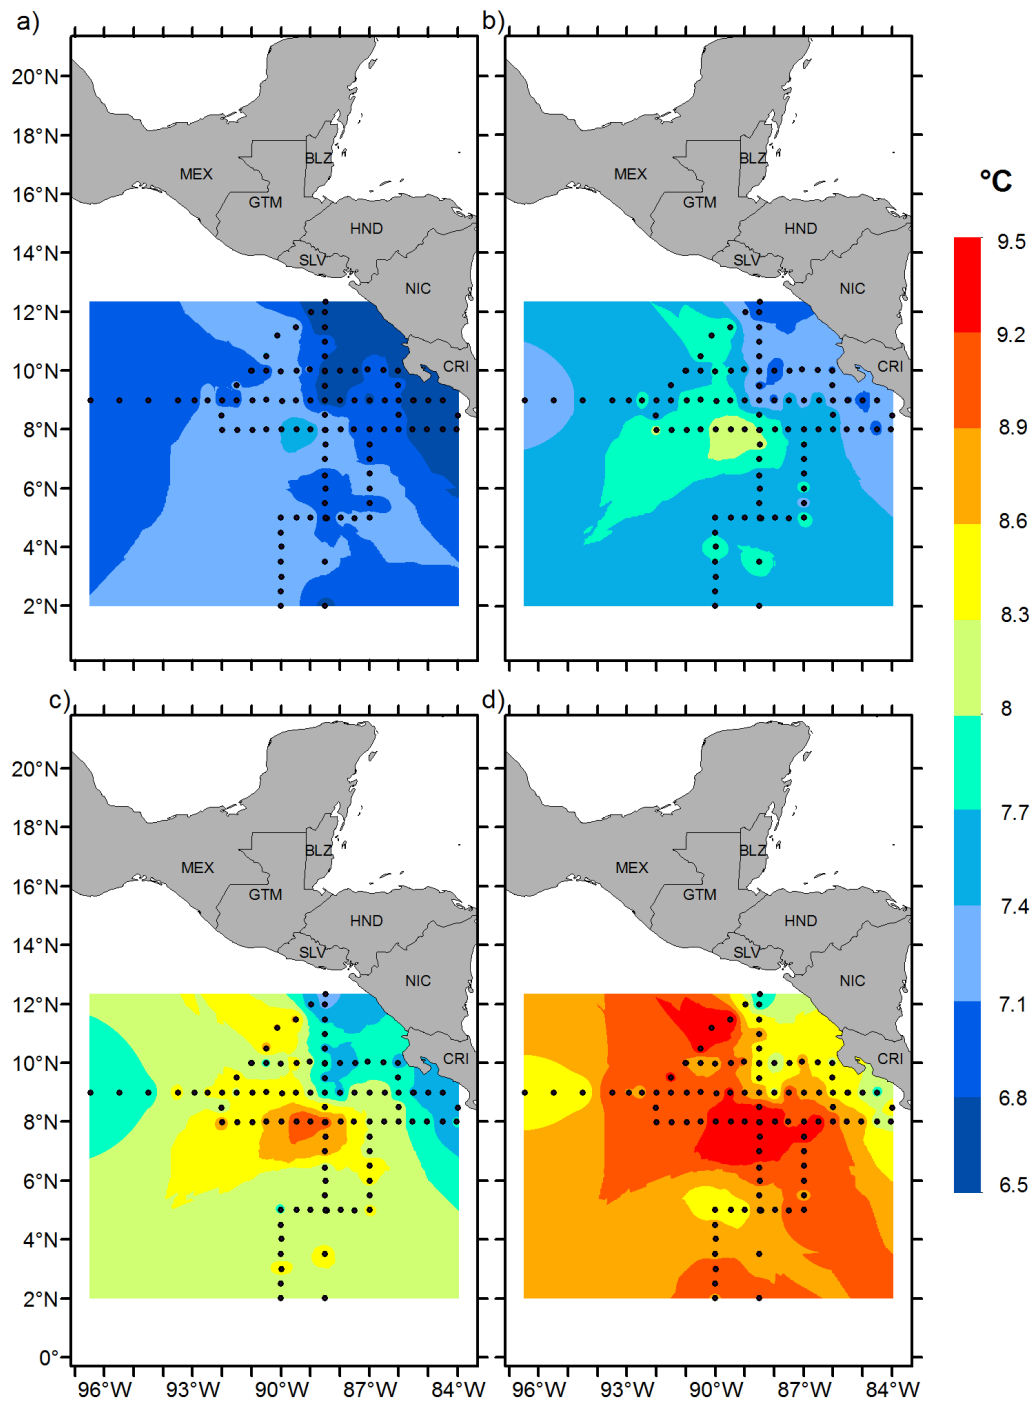 a)
b)
20°N
18°N
16°N
14°N
12°N
10°N
8°N
6°N
4°N
2°N
MEX
BLZ
GTM
HND
SLV
NIC
CRI
MEX
BLZ
GTM
HND
SLV
NIC
CRI
°C
9.5
9.2
8.9
8.6
8.3
8
7.7
7.4
7.1
6.8
6.5
c)
d)
20°N
18°N
16°N
14°N
12°N
10°N
8°N
6°N
4°N
2°N
0°
MEX
BLZ
GTM
HND
SLV
NIC
CRI
MEX
BLZ
GTM
HND
SLV
NIC
CRI
96°W 93°W 90°W 87°W 84°W
96°W 93°W 90°W 87°W 84°W